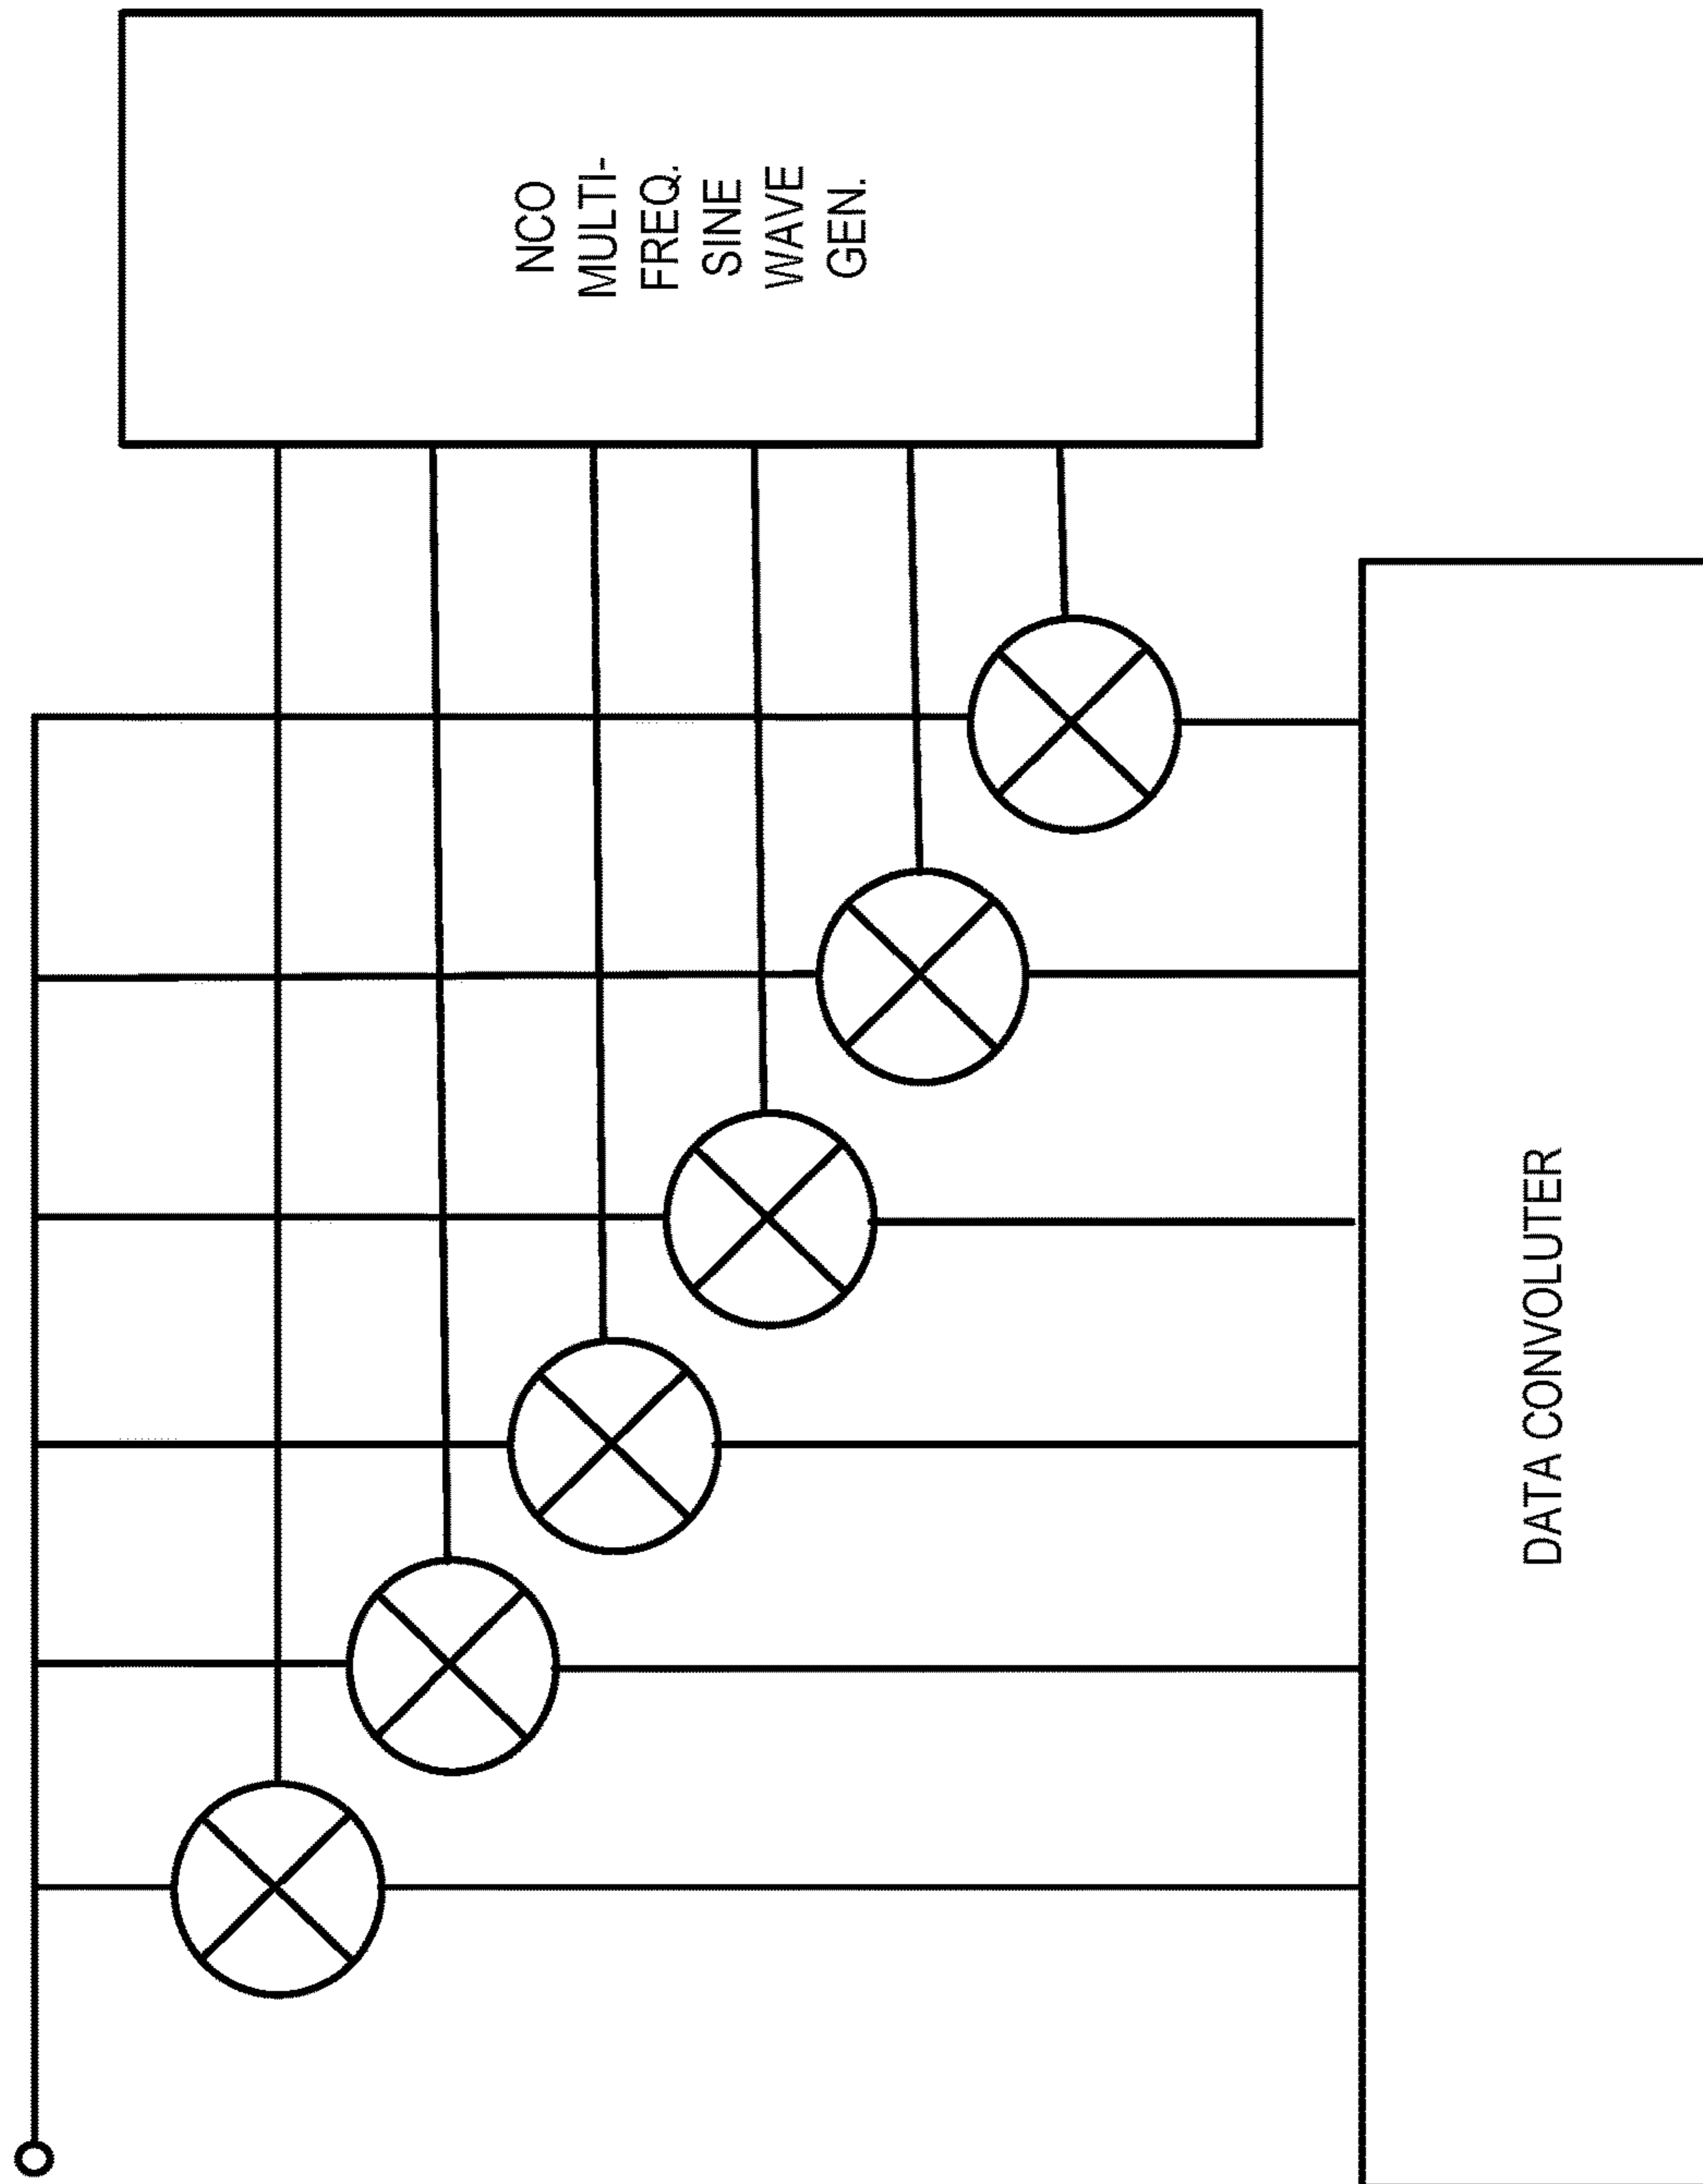 NCO
MULTI-
FREQ.
SINE
WAVE
GEN.
DATA CONVOLUTER